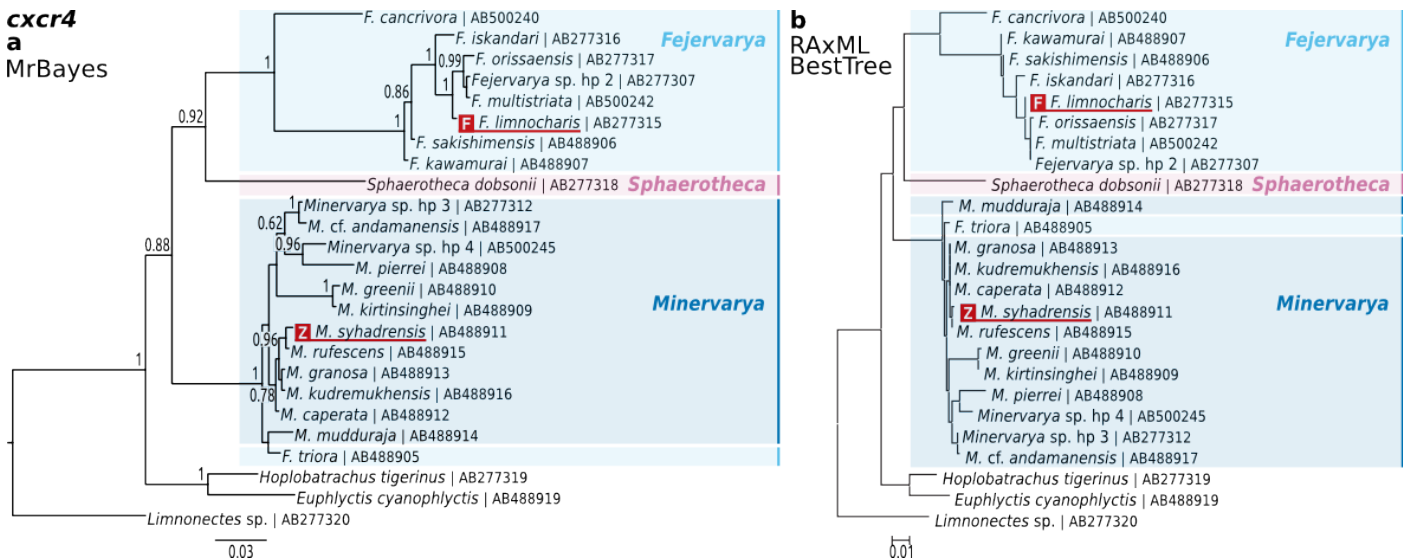 cxcr4
a
MrBayes
F. cancrivora | AB500240
F. iskandari | AB277316
Fejervarya
F. orissaensis | AB277317
Fejervarya sp. hp 2 | AB277307
F. multistriata | AB500242
F F. limnocharis | AB277315
F. sakishimensis | AB488906
F. kawamurai | AB488907
Sphaerotheca dobsonii | AB277318 Sphaerotheca
Minervarya sp. hp 3 | AB277312
M. cf. andamanensis | AB488917
Minervarya sp. hp 4 | AB500245
M. pierrei | AB488908
M. greenii | AB488910
Minervarya
M. kirtinsinghei | AB488909
Z M. syhadrensis | AB488911
M. rufescens | AB488915
M. granosa | AB488913
M. kudremukhensis | AB488916
M. caperata | AB488912
M. mudduraja | AB488914
F. triora | AB488905
Hoplobatrachus tigerinus | AB277319
Euphlyctis cyanophlyctis | AB488919
Limnonectes sp. | AB277320
1
1
0.99
1
0.86
1
0.92
1
0.62
0.96
0.88
1
0.96
1
0.78
1
1
0.03
b
RAxML
BestTree
F. cancrivora | AB500240
F. kawamurai | AB488907
Fejervarya
F. sakishimensis | AB488906
F. iskandari | AB277316
F F. limnocharis | AB277315
F. orissaensis | AB277317
F. multistriata | AB500242
Fejervarya sp. hp 2 | AB277307
Sphaerotheca dobsonii | AB277318 Sphaerotheca
M. mudduraja | AB488914
F. triora | AB488905
M. granosa | AB488913
M. kudremukhensis | AB488916
M. caperata | AB488912
Minervarya
Z M. syhadrensis | AB488911
M. rufescens | AB488915
M. greenii | AB488910
M. kirtinsinghei | AB488909
M. pierrei | AB488908
Minervarya sp. hp 4 | AB500245
Minervarya sp. hp 3 | AB277312
M. cf. andamanensis | AB488917
Hoplobatrachus tigerinus | AB277319
Euphlyctis cyanophlyctis | AB488919
Limnonectes sp. | AB277320
0.01